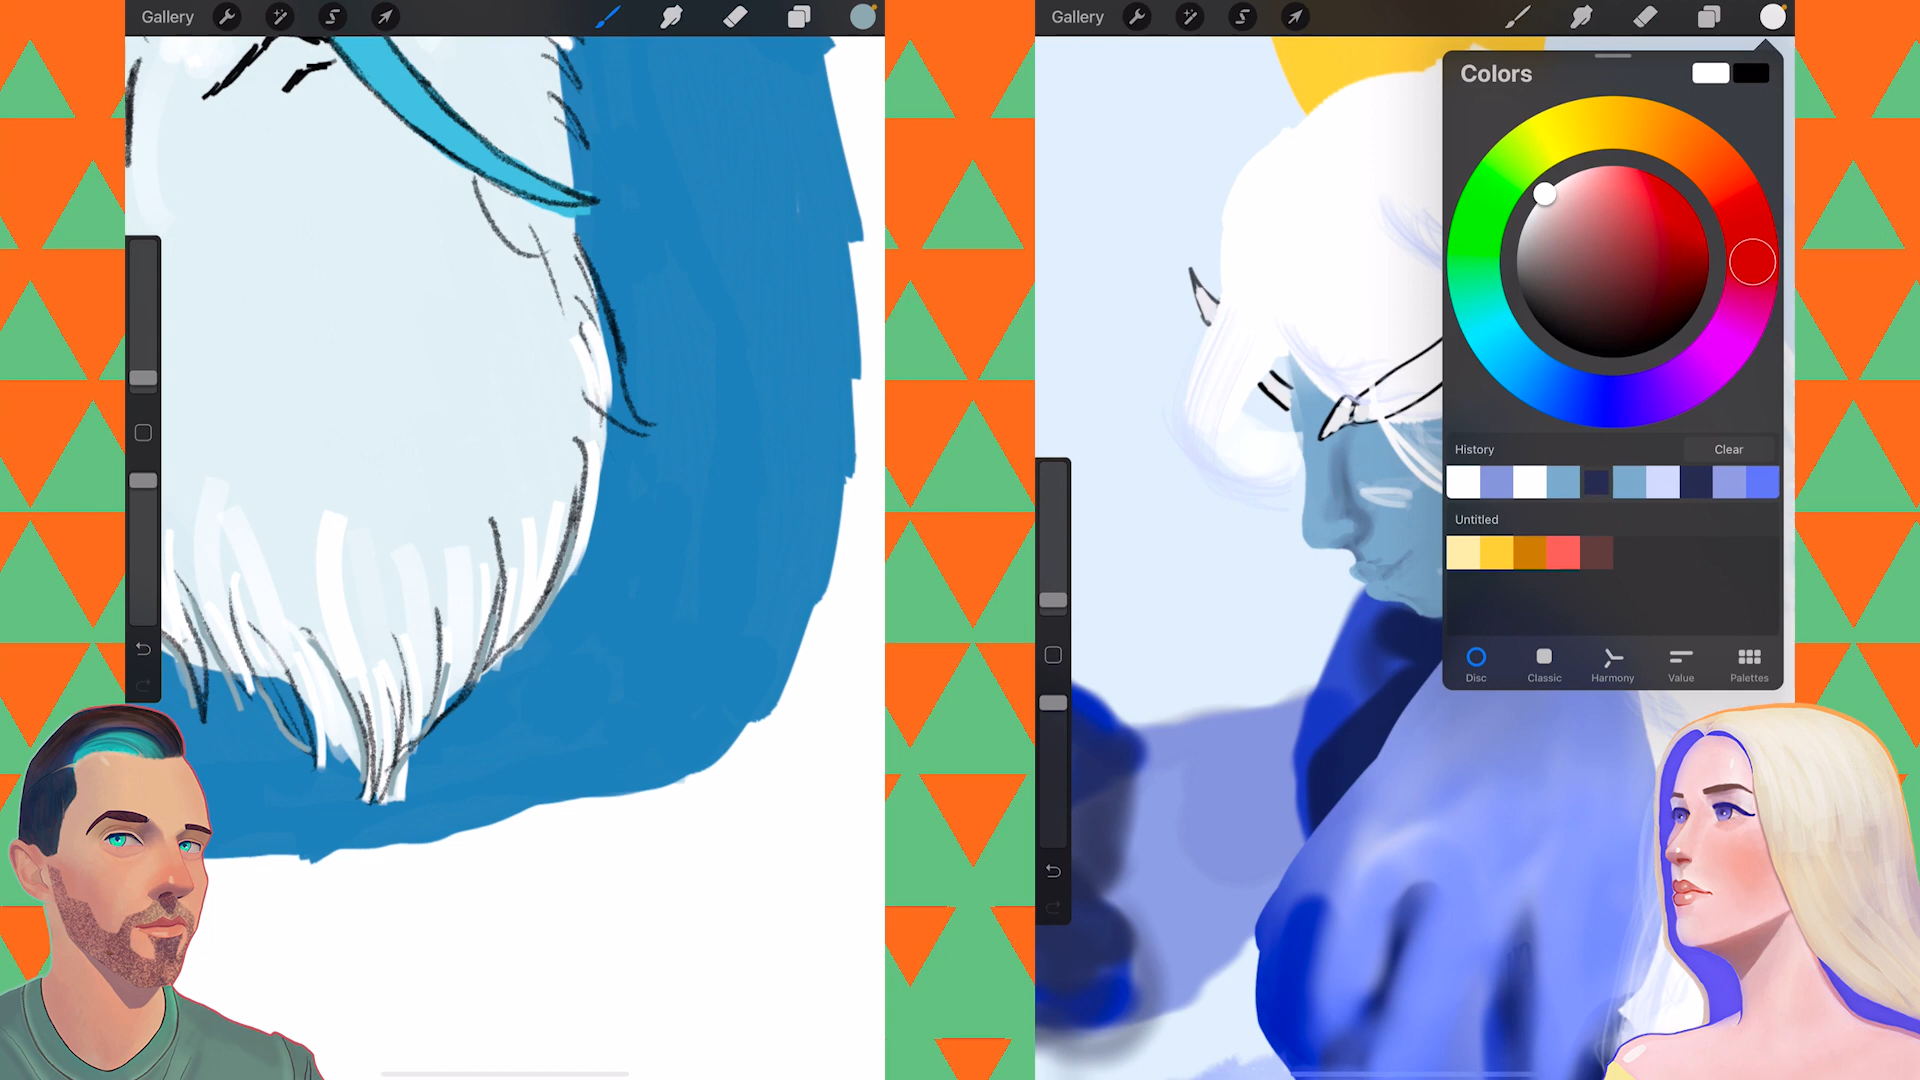 Gallery
Gallery
Colors
History
Clear
Untitled
Disc
Classic
Harmony
Value
Palettes